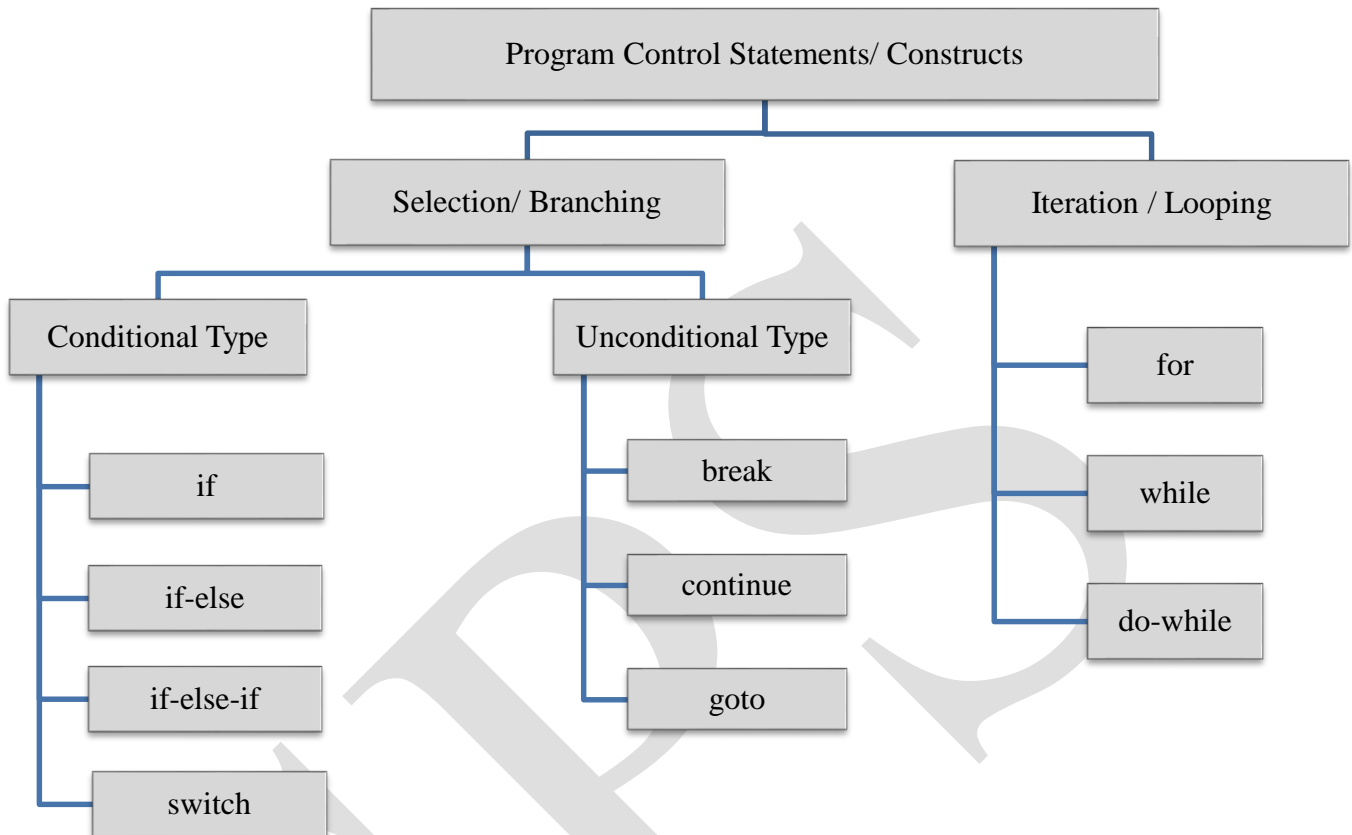 Program Control Statements/ Constructs
Selection/ Branching
Iteration / Looping
Conditional Type
Unconditional Type
for
if
break
while
if-else
continue
do-while
if-else-if
goto
switch